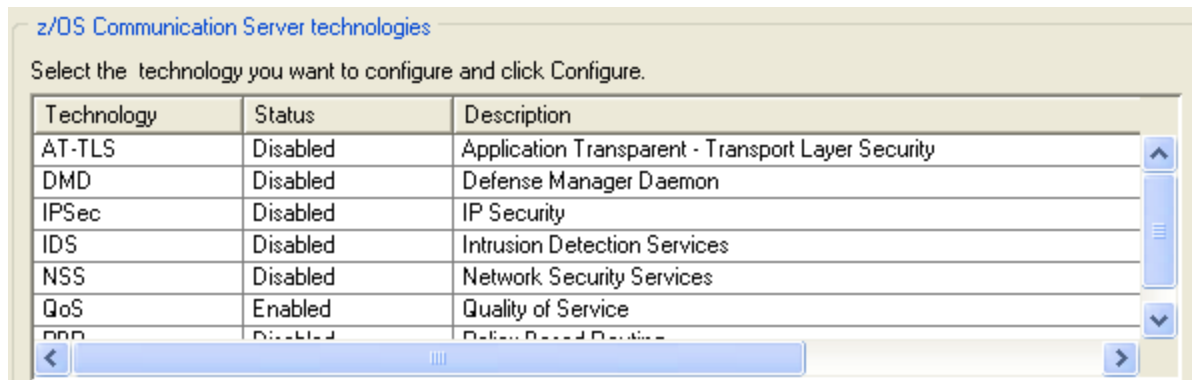 z/OS Communication Server technologies
Select the technology you want to configure and click Configure.
Technology Status Description
AT-TLS Disabled Application Transparent - Transport Layer Security
DMD Disabled Defense Manager Daemon
IPSec Disabled IP Security
IDS Disabled Intrusion Detection Services
NSS Disabled Network Security Services
QoS Enabled Quality of Service